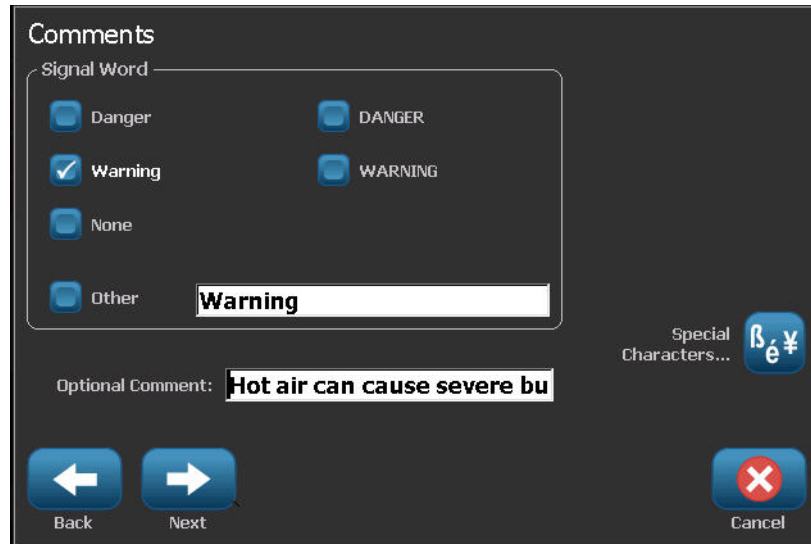 Comments
Signal Word
Danger DANGER
Warning WARNING
None
Other Warning
Special
Characters... ßé¥
Optional Comment: Hot air can cause severe bu
Back Next Cancel